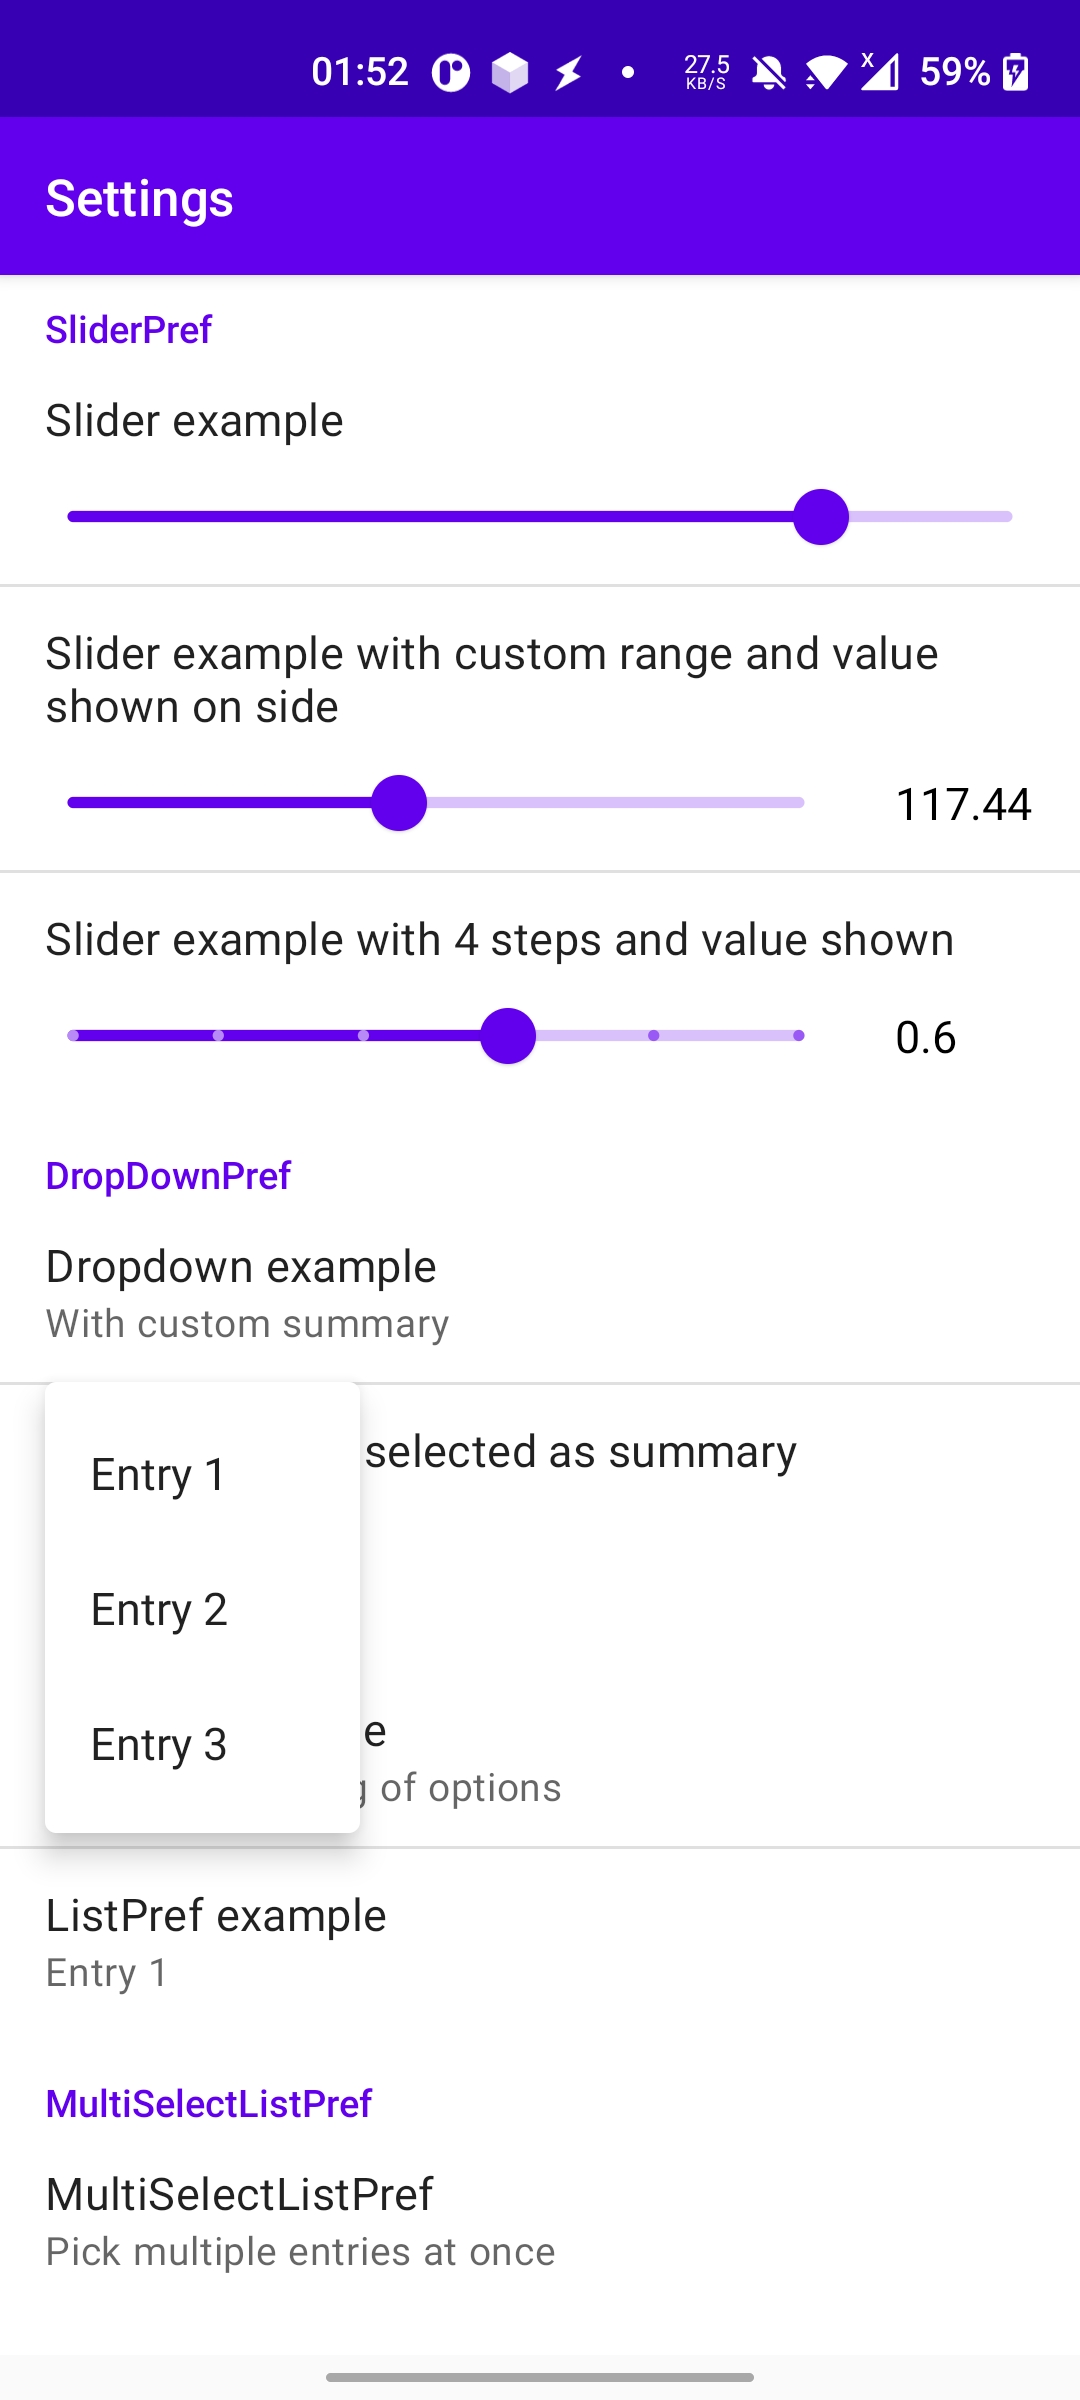 01:52 27.5 KB/S X 59%
Settings
SliderPref
Slider example
Slider example with custom range and value
shown on side
117.44
Slider example with 4 steps and value shown
0.6
DropDownPref
Dropdown example
With custom summary
selected as summary
Entry 1
Entry 2
Entry 3
of options
ListPref example
Entry 1
MultiSelectListPref
MultiSelectListPref
Pick multiple entries at once